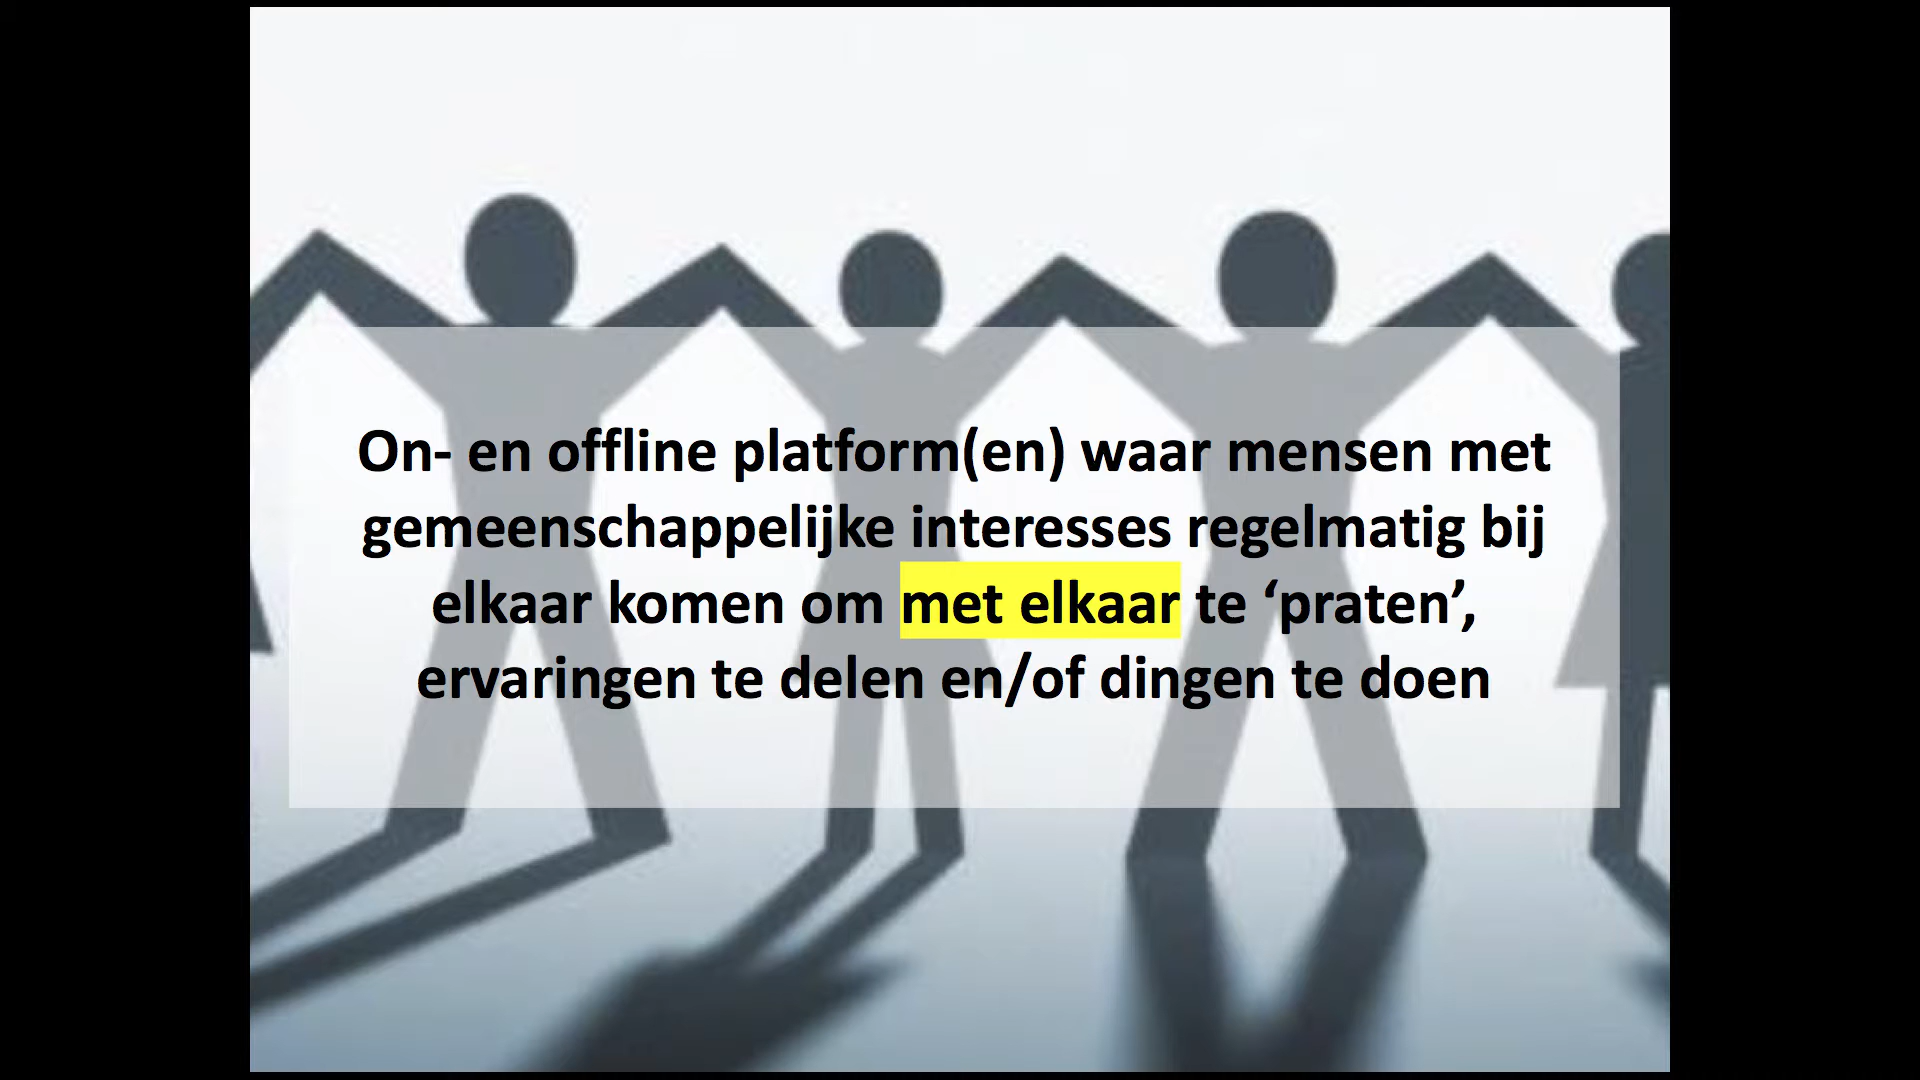 On- en offline platform(en) waar mensen met
gemeenschappelijke interesses regelmatig bij
elkaar komen om met elkaar te ‘praten’,
ervaringen te delen en/of dingen te doen